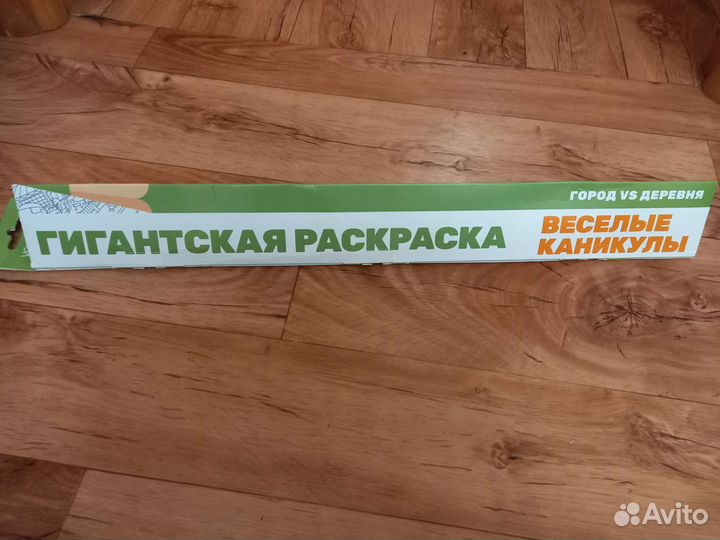 ГОРОД VS ДЕРЕВНЯ
ГИГАНТСКАЯ РАСКРАСКА
ВЕСЕЛЫЕ
КАНИКУЛЫ
Avito